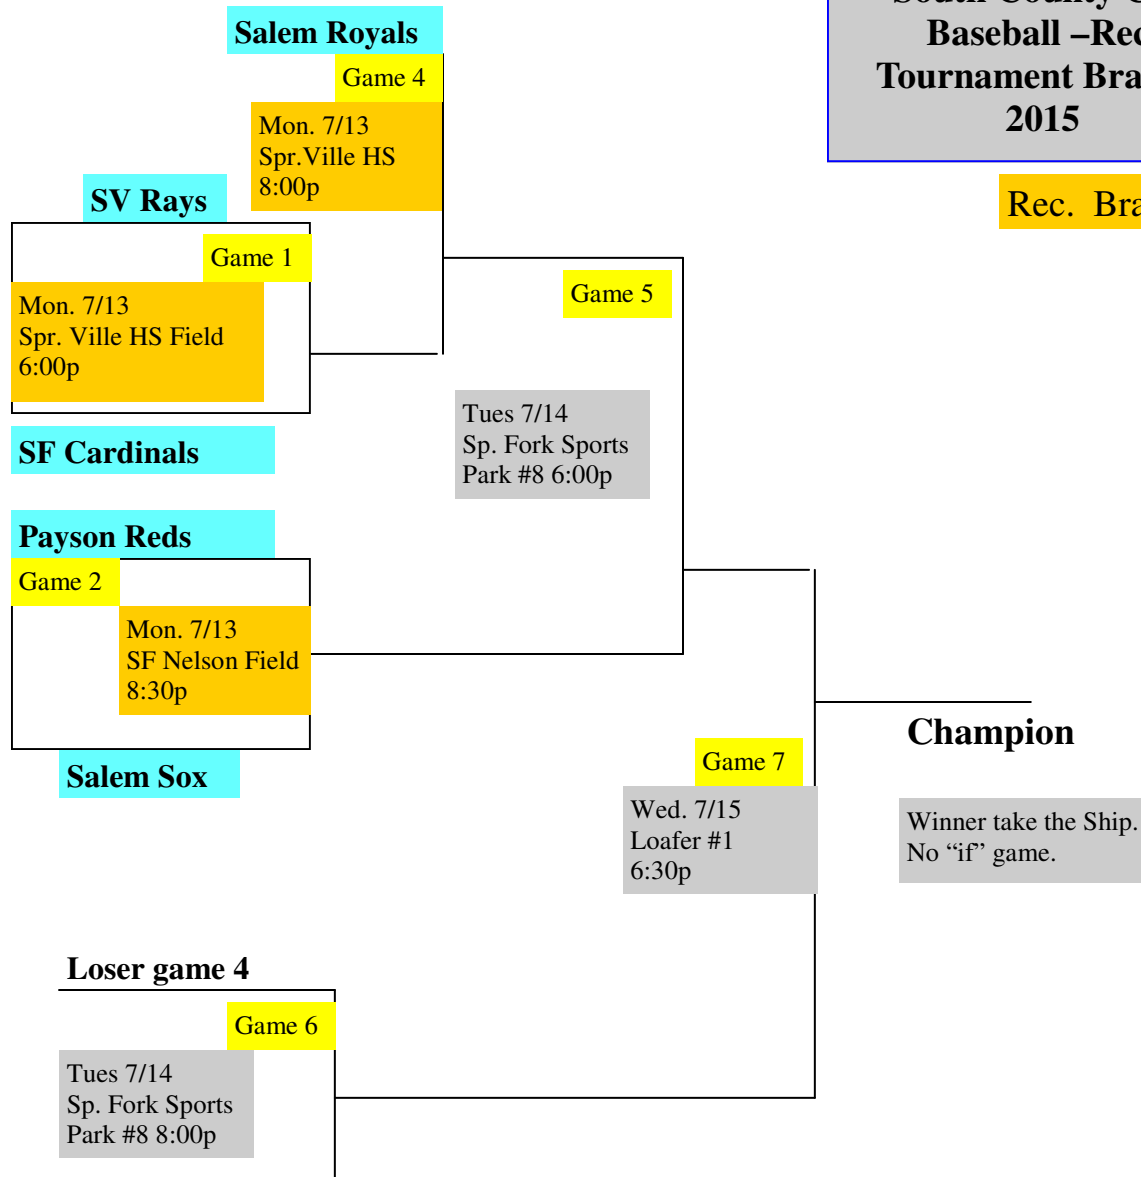 Baseball –Rec
Tournament Bra
2015
Rec. Bra
Salem Royals
Game 4
Mon. 7/13
Spr.Ville HS
8:00p
SV Rays
Game 1
Mon. 7/13
Spr. Ville HS Field
6:00p
SF Cardinals
Game 5
Tues 7/14
Sp. Fork Sports
Park #8 6:00p
Payson Reds
Game 2
Mon. 7/13
SF Nelson Field
8:30p
Salem Sox
Game 7
Wed. 7/15
Loafer #1
6:30p
Champion
Winner take the Ship.
No “if” game.
Loser game 4
Game 6
Tues 7/14
Sp. Fork Sports
Park #8 8:00p